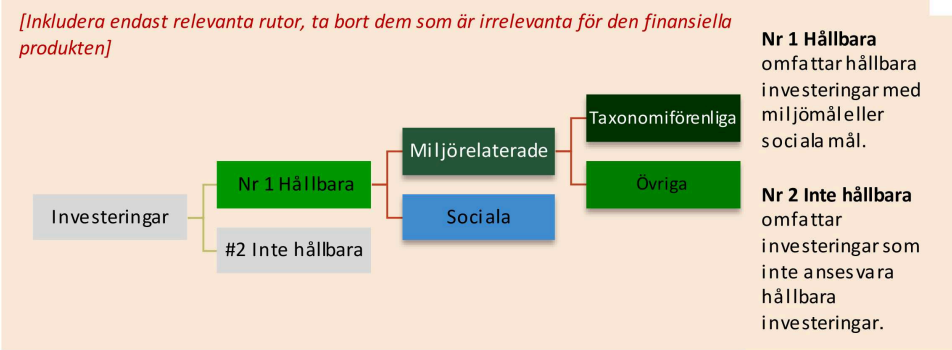 [Inkludera endast relevanta rutor, ta bort dem som är irrelevanta för den finansiella
produkten]
Investeringar
Nr 1 Hållbara
#2 Inte hållbara
Miljörelaterade
Sociala
Taxonomiförenliga
Övriga
Nr 1 Hållbara
omfattar hållbara
investeringar med
miljömål eller
sociala mål.
Nr 2 Inte hållbara
omfattar
investeringar som
inte anses vara
hållbara
investeringar.